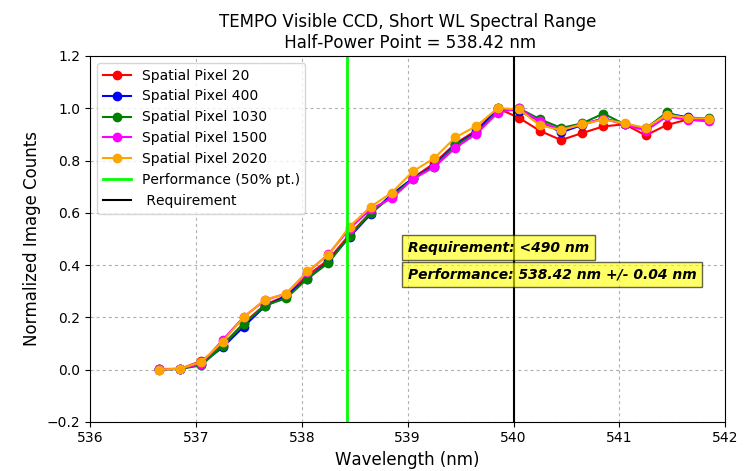 TEMPO Visible CCD, Short WL Spectral Range
Half-Power Point = 538.42 nm
Normalized Image Counts
1.2
1.0
0.8
0.6
0.4
0.2
0.0
−0.2
Spatial Pixel 20
Spatial Pixel 400
Spatial Pixel 1030
Spatial Pixel 1500
Spatial Pixel 2020
Performance (50% pt.)
Requirement
Requirement: <490 nm
Performance: 538.42 nm +/- 0.04 nm
536 537 538 539 540 541 542
Wavelength (nm)